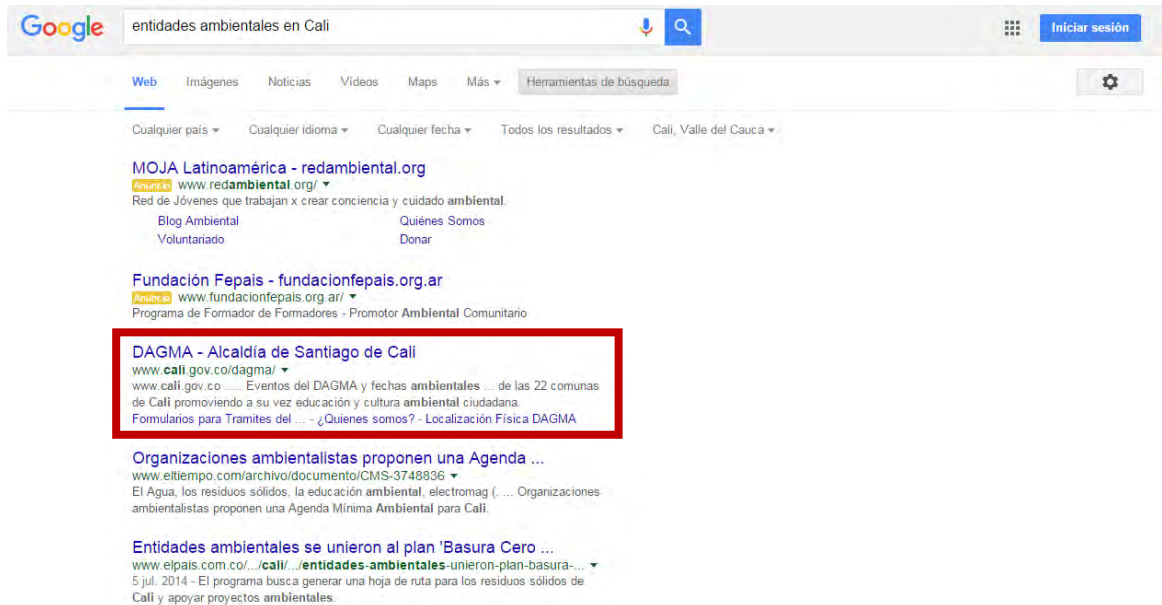 Google entidades ambientales en Cali Iniciar sesión
Web Imágenes Noticias Vídeos Maps Más Herramientas de búsqueda
Cualquier país Cualquier idioma Cualquier fecha Todos los resultados Cali, Valle del Cauca
MOJA Latinoamérica - redambiental.org
Anuncio www.redambiental.org/
Red de Jóvenes que trabajan x crear conciencia y cuidado ambiental.
Blog Ambiental Quiénes Somos
Voluntariado Donar
Fundación Fepais - fundacionfepais.org.ar
Anuncio www.fundacionfepais.org.ar/
Programa de Formador de Formadores - Promotor Ambiental Comunitario
DAGMA - Alcaldía de Santiago de Cali
www.cali.gov.co/dagma/
www.cali.gov.co ..... Eventos del DAGMA y fechas ambientales ... de las 22 comunas
de Cali promoviendo a su vez educación y cultura ambiental ciudadana.
Formularios para Tramites del ... - ¿Quienes somos? - Localización Física DAGMA
Organizaciones ambientalistas proponen una Agenda ...
www.eltiempo.com/archivo/documento/CMS-3748836
El Agua, los residuos sólidos, la educación ambiental, electromag (. ... Organizaciones
ambientalistas proponen una Agenda Mínima Ambiental para Cali.
Entidades ambientales se unieron al plan 'Basura Cero ...
www.elpais.com.co/.../cali/.../entidades-ambientales-unieron-plan-basura-...
5 jul. 2014 - El programa busca generar una hoja de ruta para los residuos sólidos de
Cali y apoyar proyectos ambientales.